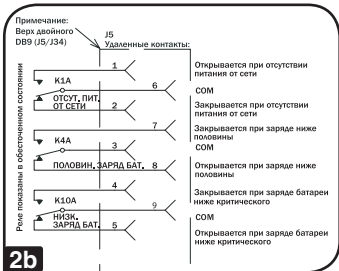 Примечание:
Верх двойного
DB9 (J5/J34)
J5
Удаленные контакты:
Реле показаны в обесточенном состоянии
1
Открывается при отсутствии
питания от сети
K1A
6
COM
ОТСУТ. ПИТ.
ОТ СЕТИ
2
Закрывается при отсутствии
питания от сети
7
Закрывается при заряде ниже
половины
K4A
3
COM
ПОЛОВИН. ЗАРЯД БАТ.
8
Открывается при заряде ниже
половины
4
Закрывается при заряде батареи
ниже критического
K10A
9
COM
НИЗК.
ЗАРЯД БАТ.
5
Открывается при заряде батареи
ниже критического
2b